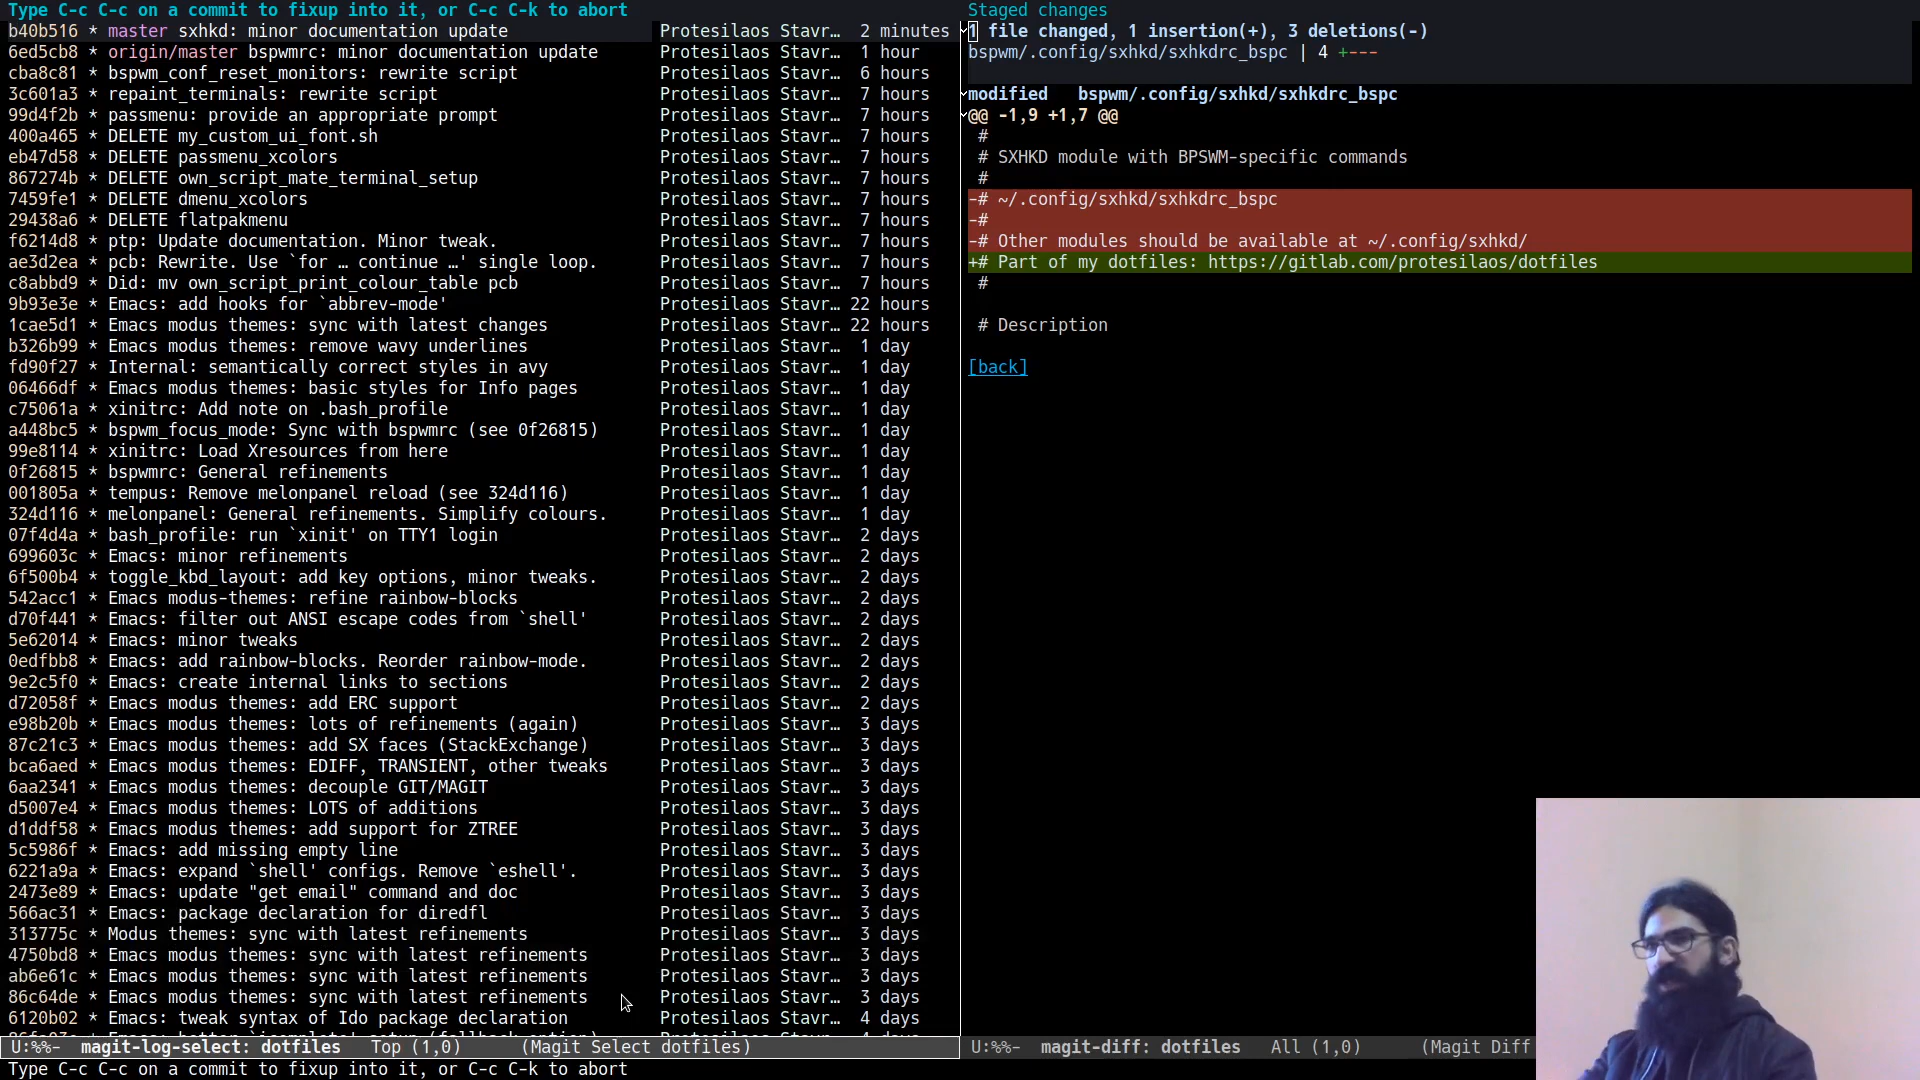 Type C-c C-c on a commit to fixup into it, or C-c C-k to abort
b40b516 * master sxhkd: minor documentation update Protesilaos Stavr… 2 minutes
6ed5cb8 * origin/master bspwmrc: minor documentation update Protesilaos Stavr… 1 hour
cba8c81 * bspwm_conf_reset_monitors: rewrite script Protesilaos Stavr… 6 hours
3c601a3 * repaint_terminals: rewrite script Protesilaos Stavr… 7 hours
99d4f2b * passmenu: provide an appropriate prompt Protesilaos Stavr… 7 hours
400a465 * DELETE my_custom_ui_font.sh Protesilaos Stavr… 7 hours
eb47d58 * DELETE passmenu_xcolors Protesilaos Stavr… 7 hours
867274b * DELETE own_script_mate_terminal_setup Protesilaos Stavr… 7 hours
7459fe1 * DELETE dmenu_xcolors Protesilaos Stavr… 7 hours
29438a6 * DELETE flatpakmenu Protesilaos Stavr… 7 hours
f6214d8 * ptp: Update documentation. Minor tweak. Protesilaos Stavr… 7 hours
ae3d2ea * pcb: Rewrite. Use `for … continue …' single loop. Protesilaos Stavr… 7 hours
c8abbd9 * Did: mv own_script_print_colour_table pcb Protesilaos Stavr… 7 hours
9b93e3e * Emacs: add hooks for `abbrev-mode' Protesilaos Stavr… 22 hours
1cae5d1 * Emacs modus themes: sync with latest changes Protesilaos Stavr… 22 hours
b326b99 * Emacs modus themes: remove wavy underlines Protesilaos Stavr… 1 day
fd90f27 * Internal: semantically correct styles in avy Protesilaos Stavr… 1 day
06466df * Emacs modus themes: basic styles for Info pages Protesilaos Stavr… 1 day
c75061a * xinitrc: Add note on .bash_profile Protesilaos Stavr… 1 day
a448bc5 * bspwm_focus_mode: Sync with bspwmrc (see 0f26815) Protesilaos Stavr… 1 day
99e8114 * xinitrc: Load Xresources from here Protesilaos Stavr… 1 day
0f26815 * bspwmrc: General refinements Protesilaos Stavr… 1 day
001805a * tempus: Remove melonpanel reload (see 324d116) Protesilaos Stavr… 1 day
324d116 * melonpanel: General refinements. Simplify colours. Protesilaos Stavr… 1 day
07f4d4a * bash_profile: run `xinit' on TTY1 login Protesilaos Stavr… 2 days
699603c * Emacs: minor refinements Protesilaos Stavr… 2 days
6f500b4 * toggle_kbd_layout: add key options, minor tweaks. Protesilaos Stavr… 2 days
542acc1 * Emacs modus-themes: refine rainbow-blocks Protesilaos Stavr… 2 days
d70f441 * Emacs: filter out ANSI escape codes from `shell' Protesilaos Stavr… 2 days
5e62014 * Emacs: minor tweaks Protesilaos Stavr… 2 days
0edfbb8 * Emacs: add rainbow-blocks. Reorder rainbow-mode. Protesilaos Stavr… 2 days
9e2c5f0 * Emacs: create internal links to sections Protesilaos Stavr… 2 days
d72058f * Emacs modus themes: add ERC support Protesilaos Stavr… 2 days
e98b20b * Emacs modus themes: lots of refinements (again) Protesilaos Stavr… 3 days
87c21c3 * Emacs modus themes: add SX faces (StackExchange) Protesilaos Stavr… 3 days
bca6aed * Emacs modus themes: EDIFF, TRANSIENT, other tweaks Protesilaos Stavr… 3 days
6aa2341 * Emacs modus themes: decouple GIT/MAGIT Protesilaos Stavr… 3 days
d5007e4 * Emacs modus themes: LOTS of additions Protesilaos Stavr… 3 days
d1ddf58 * Emacs modus themes: add support for ZTREE Protesilaos Stavr… 3 days
5c5986f * Emacs: add missing empty line Protesilaos Stavr… 3 days
6221a9a * Emacs: expand `shell' configs. Remove `eshell'. Protesilaos Stavr… 3 days
2473e89 * Emacs: update "get email" command and doc Protesilaos Stavr… 3 days
566ac31 * Emacs: package declaration for diredfl Protesilaos Stavr… 3 days
313775c * Modus themes: sync with latest refinements Protesilaos Stavr… 3 days
4750bd8 * Emacs modus themes: sync with latest refinements Protesilaos Stavr… 3 days
ab6e61c * Emacs modus themes: sync with latest refinements Protesilaos Stavr… 3 days
86c64de * Emacs modus themes: sync with latest refinements Protesilaos Stavr… 3 days
6120b02 * Emacs: tweak syntax of Ido package declaration Protesilaos Stavr… 4 days
U:%%- magit-log-select: dotfiles Top (1,0) (Magit Select dotfiles)
Type C-c C-c on a commit to fixup into it, or C-c C-k to abort
Staged changes
1 file changed, 1 insertion(+), 3 deletions(-)
bspwm/.config/sxhkd/sxhkdrc_bspc | 4 +---
modified bspwm/.config/sxhkd/sxhkdrc_bspc
@@ -1,9 +1,7 @@
#
# SXHKD module with BPSWM-specific commands
#
-# ~/.config/sxhkd/sxhkdrc_bspc
-#
-# Other modules should be available at ~/.config/sxhkd/
+# Part of my dotfiles: https://gitlab.com/protesilaos/dotfiles
#
# Description
[back]
U:%%- magit-diff: dotfiles All (1,0) (Magit Diff